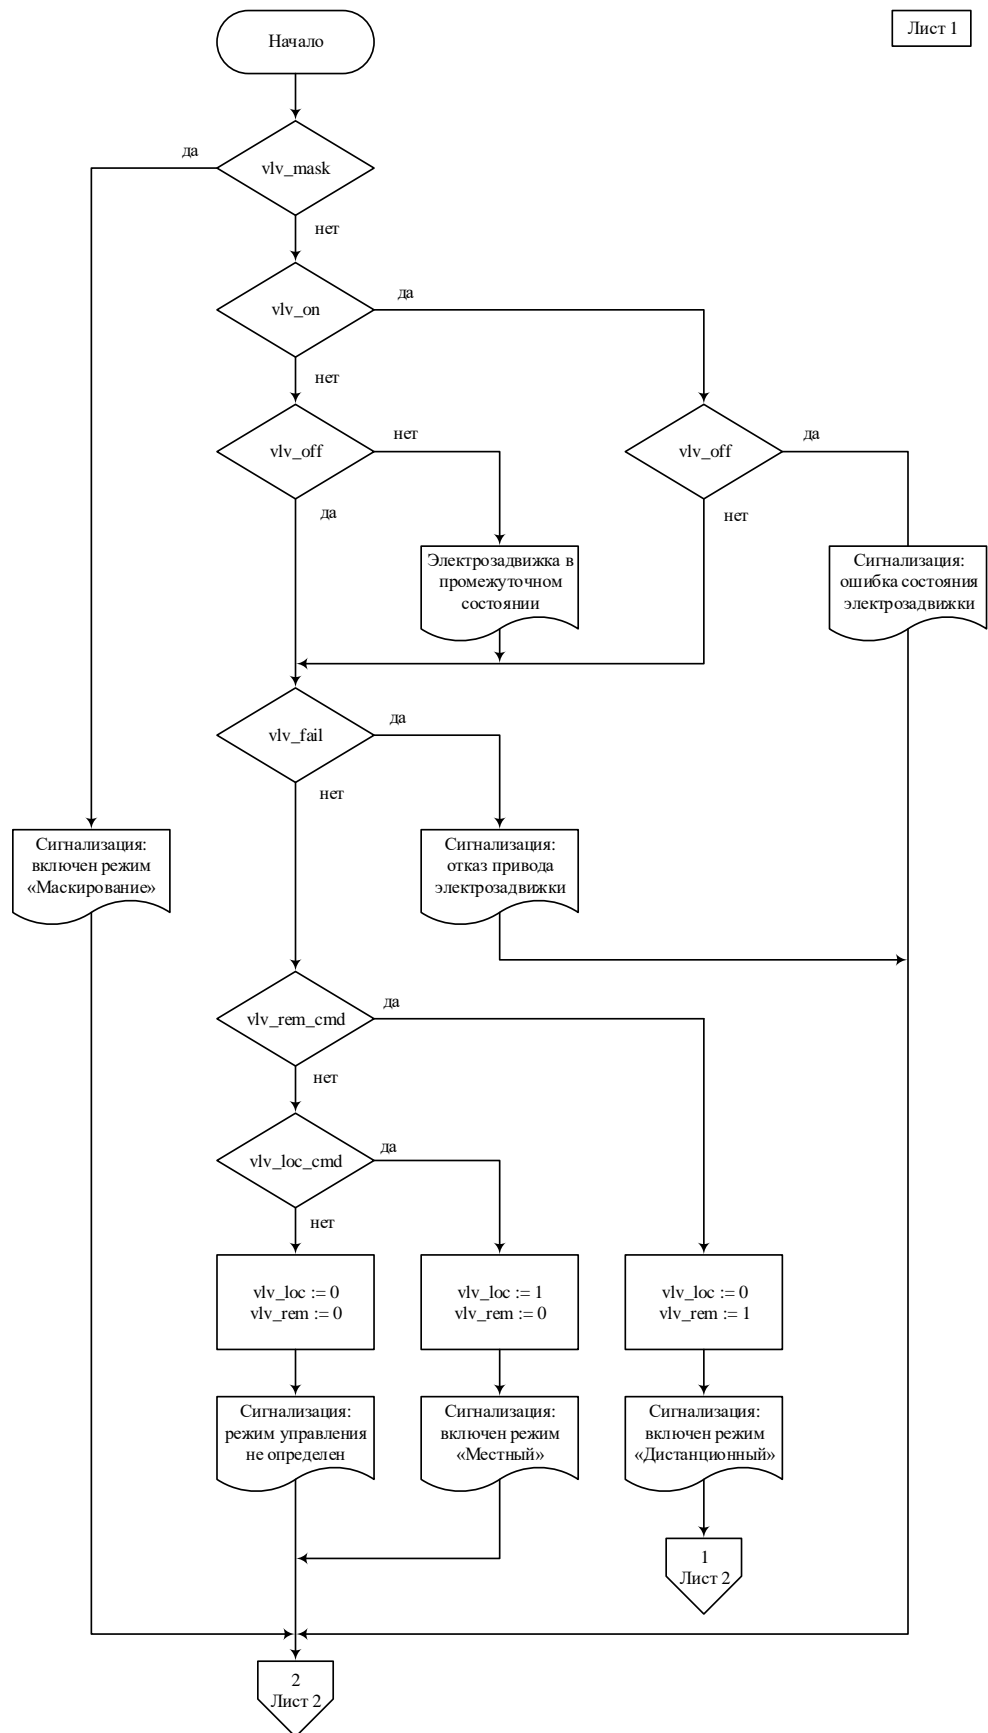 Начало
Лист 1
да
vlv_mask
нет
да
vlv_on
нет
vlv_off
нет
да
vlv_off
да
нет
Электрозадвижка в
промежуточном
состоянии
Сигнализация:
ошибка состояния
электрозадвижки
vlv_fail
да
нет
Сигнализация:
включен режим
«Маскирование»
Сигнализация:
отказ привода
электрозадвижки
vlv_rem_cmd
да
нет
vlv_loc_cmd
да
нет
vlv_loc := 0
vlv_rem := 0
vlv_loc := 1
vlv_rem := 0
vlv_loc := 0
vlv_rem := 1
Сигнализация:
режим управления
не определен
Сигнализация:
включен режим
«Местный»
Сигнализация:
включен режим
«Дистанционный»
1
Лист 2
2
Лист 2